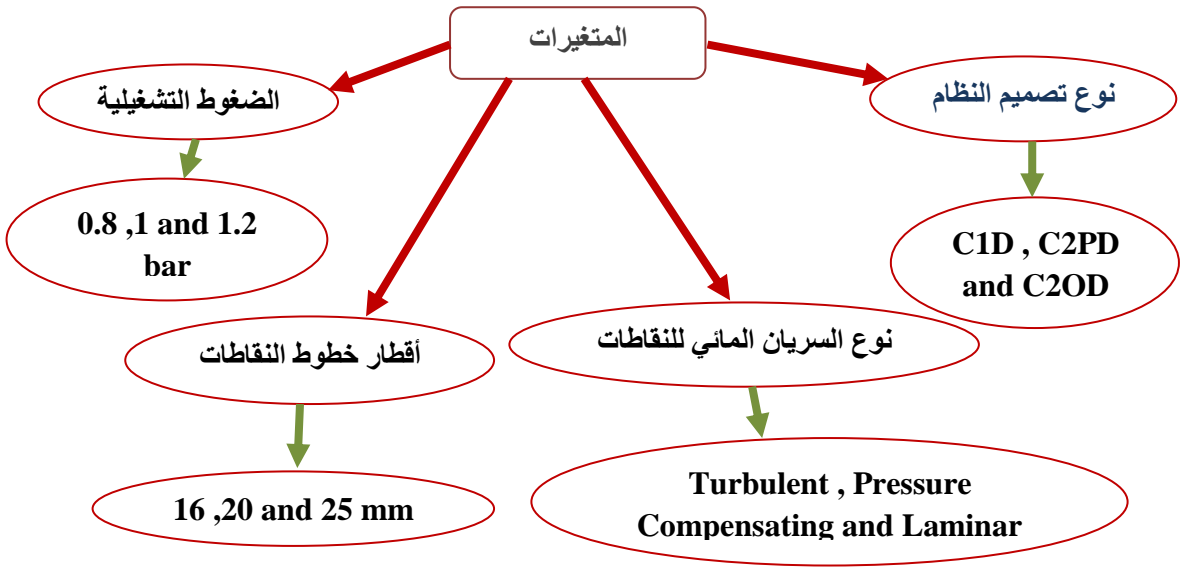 المتغيرات
نوع تصميم النظام
C1D , C2PD
and C2OD
نوع السريان المائي للنقاطات
Turbulent , Pressure
Compensating and Laminar
أقطار خطوط النقاطات
16 ,20 and 25 mm
الضغوط التشغيلية
0.8 ,1 and 1.2
bar